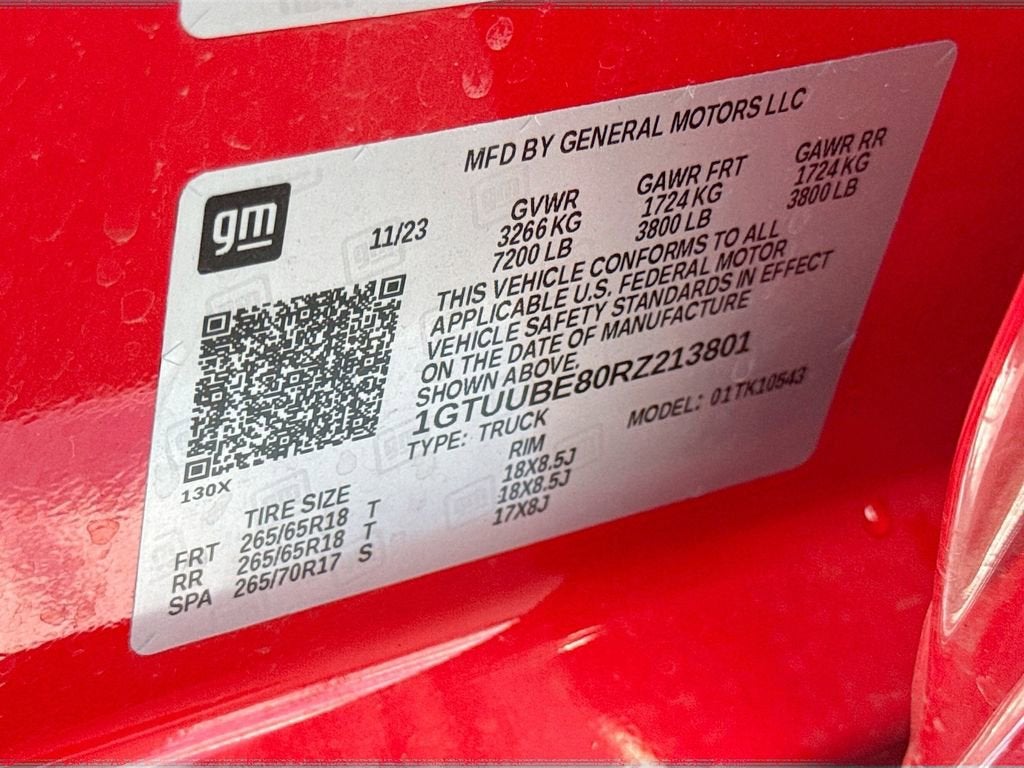 MFD BY GENERAL MOTORS LLC
gm
11/23
GVWR
3266 KG
7200 LB
GAWR FRT
1724 KG
3800 LB
GAWR RR
1724 KG
3800 LB
THIS VEHICLE CONFORMS TO ALL
APPLICABLE U.S. FEDERAL MOTOR
VEHICLE SAFETY STANDARDS IN EFFECT
ON THE DATE OF MANUFACTURE
SHOWN ABOVE.
1GTUUBE80RZ213801
TYPE: TRUCK MODEL: 01TK10543
130X
TIRE SIZE RIM
FRT 265/65R18 T 18X8.5J
RR 265/65R18 T 18X8.5J
SPA 265/70R17 S 17X8J